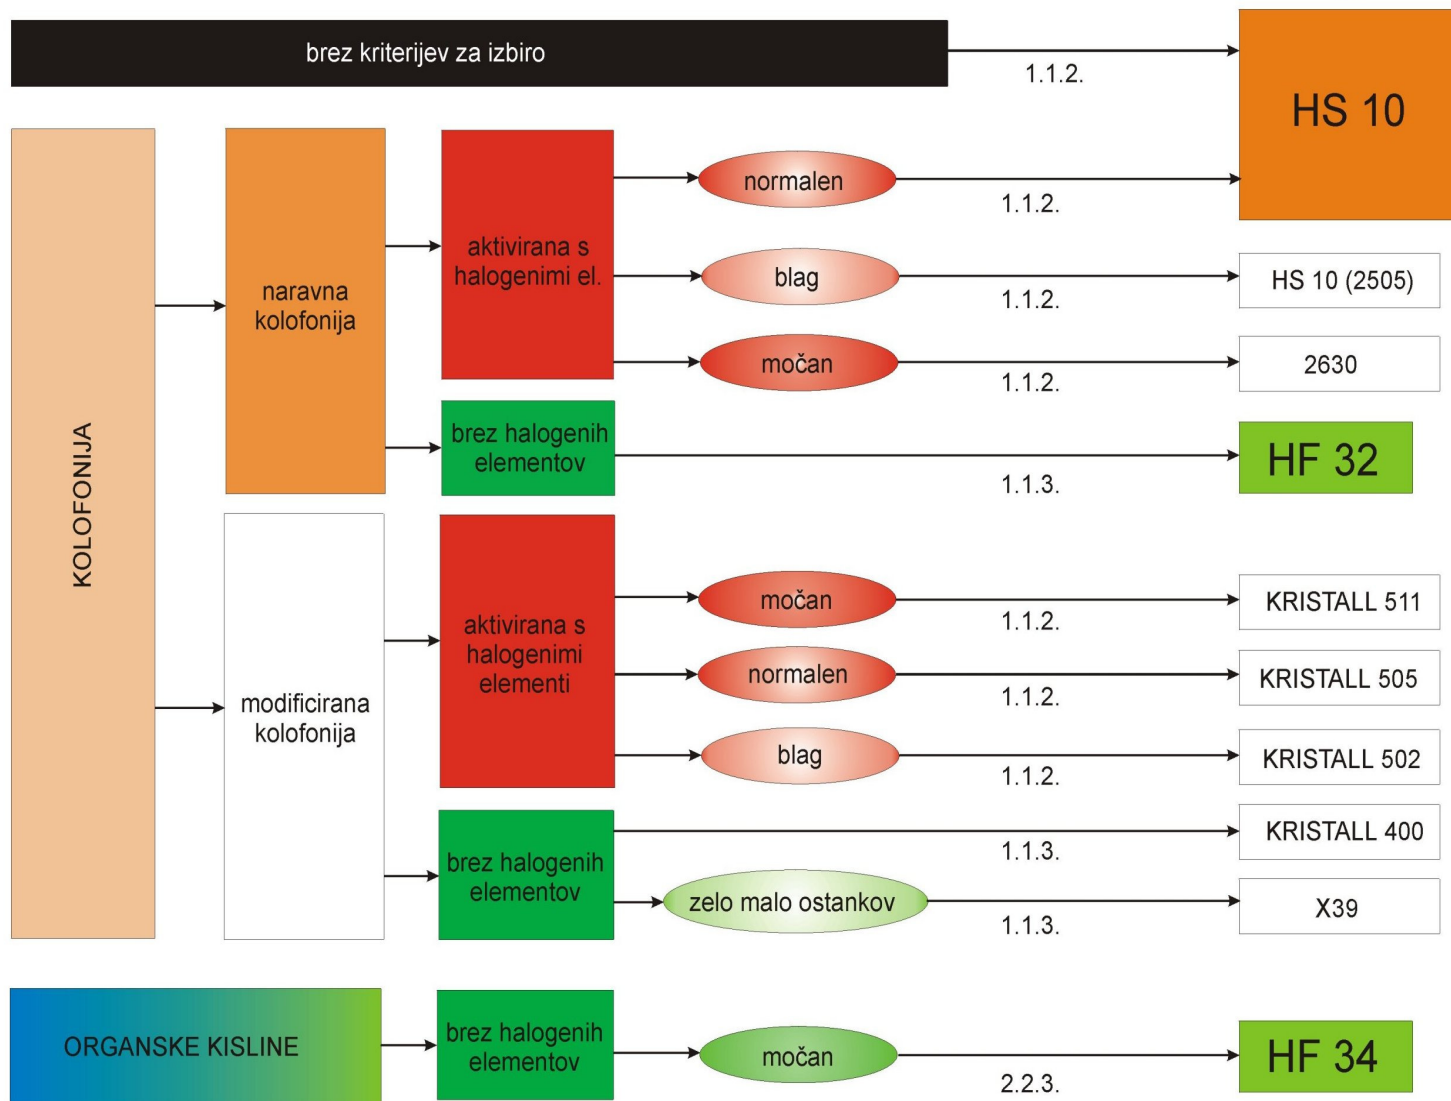 brez kriterijev za izbiro
1.1.2.
HS 10
KOLOFONIJA
naravna
kolofonija
aktivirana s
halogenimi el.
normalen
1.1.2.
blag
1.1.2.
HS 10 (2505)
močan
1.1.2.
2630
brez halogenih
elementov
1.1.3.
HF 32
modificirana
kolofonija
aktivirana s
halogenimi
elementi
močan
1.1.2.
KRISTALL 511
normalen
1.1.2.
KRISTALL 505
blag
1.1.2.
KRISTALL 502
brez halogenih
elementov
1.1.3.
KRISTALL 400
zelo malo ostankov
1.1.3.
X39
ORGANSKE KISLINE
brez halogenih
elementov
močan
2.2.3.
HF 34